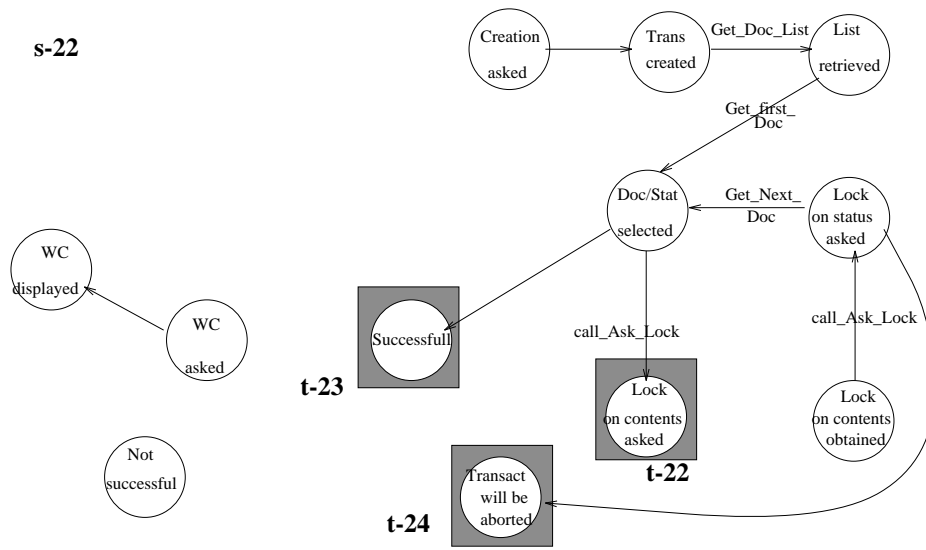 s-22
Creation
asked
Trans
created
Get_Doc_List
List
retrieved
Get_first_
Doc
Doc/Stat
selected
Get_Next_
Doc
Lock
on status
asked
WC
displayed
WC
asked
Successfull
t-23
call_Ask_Lock
call_Ask_Lock
Lock
on contents
asked
t-22
Lock
on contents
obtained
Not
successful
Transact
will be
aborted
t-24